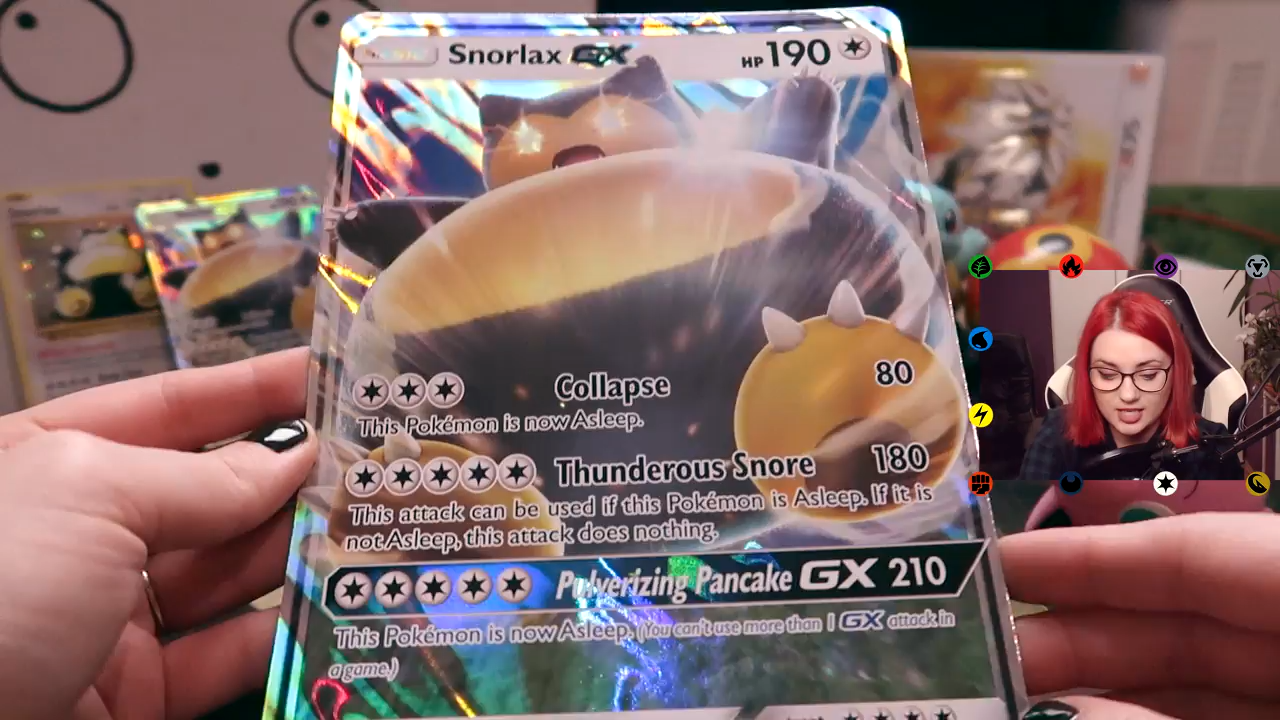 Snorlax GX HP 190
Collapse 80
This Pokémon is now Asleep.
Thunderous Snore 180
This attack can be used if this Pokémon is Asleep. If it is
not Asleep, this attack does nothing.
Pulverizing Pancake GX 210
This Pokémon is now Asleep. (You can't use more than 1 GX attack in
a game.)